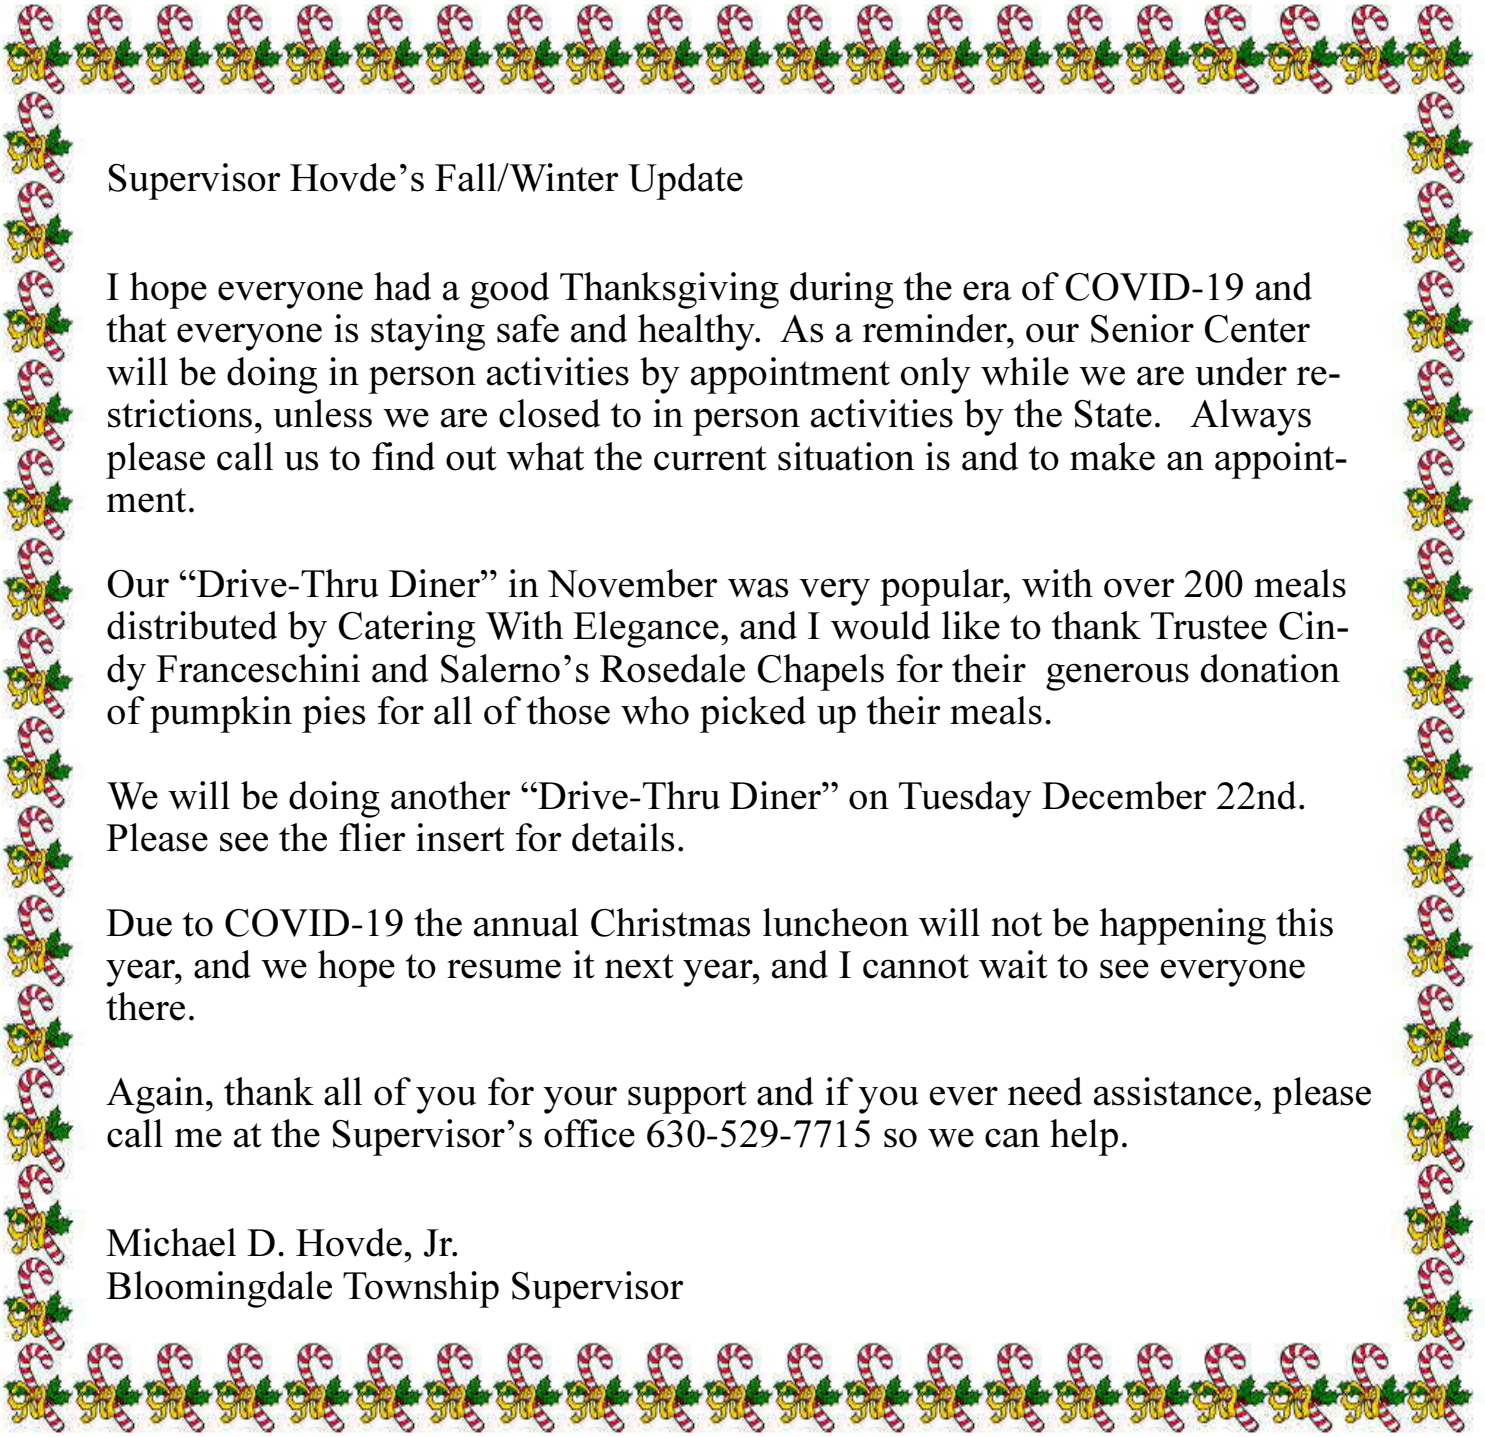 Supervisor Hovde’s Fall/Winter Update
I hope everyone had a good Thanksgiving during the era of COVID-19 and
that everyone is staying safe and healthy.  As a reminder, our Senior Center
will be doing in person activities by appointment only while we are under re-
strictions, unless we are closed to in person activities by the State.   Always
please call us to find out what the current situation is and to make an appoint-
ment.
Our “Drive-Thru Diner” in November was very popular, with over 200 meals
distributed by Catering With Elegance, and I would like to thank Trustee Cin-
dy Franceschini and Salerno’s Rosedale Chapels for their  generous donation
of pumpkin pies for all of those who picked up their meals.
We will be doing another “Drive-Thru Diner” on Tuesday December 22nd.
Please see the flier insert for details.
Due to COVID-19 the annual Christmas luncheon will not be happening this
year, and we hope to resume it next year, and I cannot wait to see everyone
there.
Again, thank all of you for your support and if you ever need assistance, please
call me at the Supervisor’s office 630-529-7715 so we can help.
Michael D. Hovde, Jr.
Bloomingdale Township Supervisor